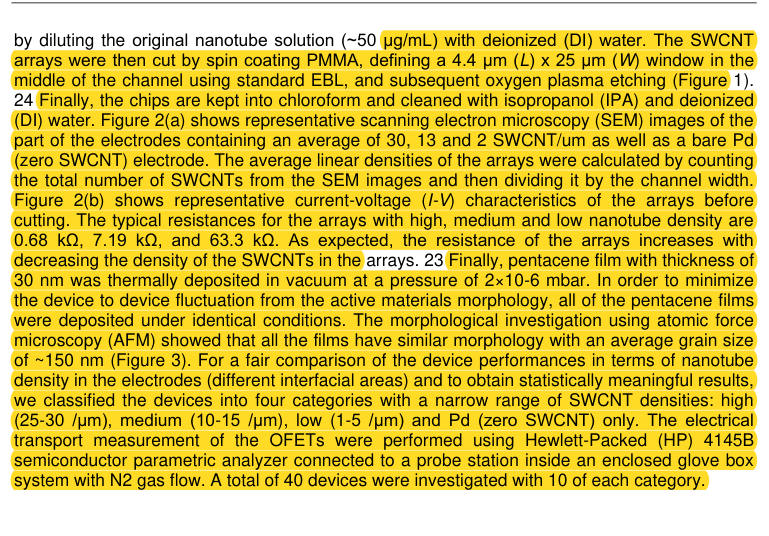 by diluting the original nanotube solution (~50 µg/mL) with deionized (DI) water. The SWCNT
arrays were then cut by spin coating PMMA, defining a 4.4 µm (L) x 25 µm (W) window in the
middle of the channel using standard EBL, and subsequent oxygen plasma etching (Figure 1).
24 Finally, the chips are kept into chloroform and cleaned with isopropanol (IPA) and deionized
(DI) water. Figure 2(a) shows representative scanning electron microscopy (SEM) images of the
part of the electrodes containing an average of 30, 13 and 2 SWCNT/um as well as a bare Pd
(zero SWCNT) electrode. The average linear densities of the arrays were calculated by counting
the total number of SWCNTs from the SEM images and then dividing it by the channel width.
Figure 2(b) shows representative current-voltage (I-V) characteristics of the arrays before
cutting. The typical resistances for the arrays with high, medium and low nanotube density are
0.68 kΩ, 7.19 kΩ, and 63.3 kΩ. As expected, the resistance of the arrays increases with
decreasing the density of the SWCNTs in the arrays. 23 Finally, pentacene film with thickness of
30 nm was thermally deposited in vacuum at a pressure of 2×10-6 mbar. In order to minimize
the device to device fluctuation from the active materials morphology, all of the pentacene films
were deposited under identical conditions. The morphological investigation using atomic force
microscopy (AFM) showed that all the films have similar morphology with an average grain size
of ~150 nm (Figure 3). For a fair comparison of the device performances in terms of nanotube
density in the electrodes (different interfacial areas) and to obtain statistically meaningful results,
we classified the devices into four categories with a narrow range of SWCNT densities: high
(25-30 /µm), medium (10-15 /µm), low (1-5 /µm) and Pd (zero SWCNT) only. The electrical
transport measurement of the OFETs were performed using Hewlett-Packed (HP) 4145B
semiconductor parametric analyzer connected to a probe station inside an enclosed glove box
system with N2 gas flow. A total of 40 devices were investigated with 10 of each category.